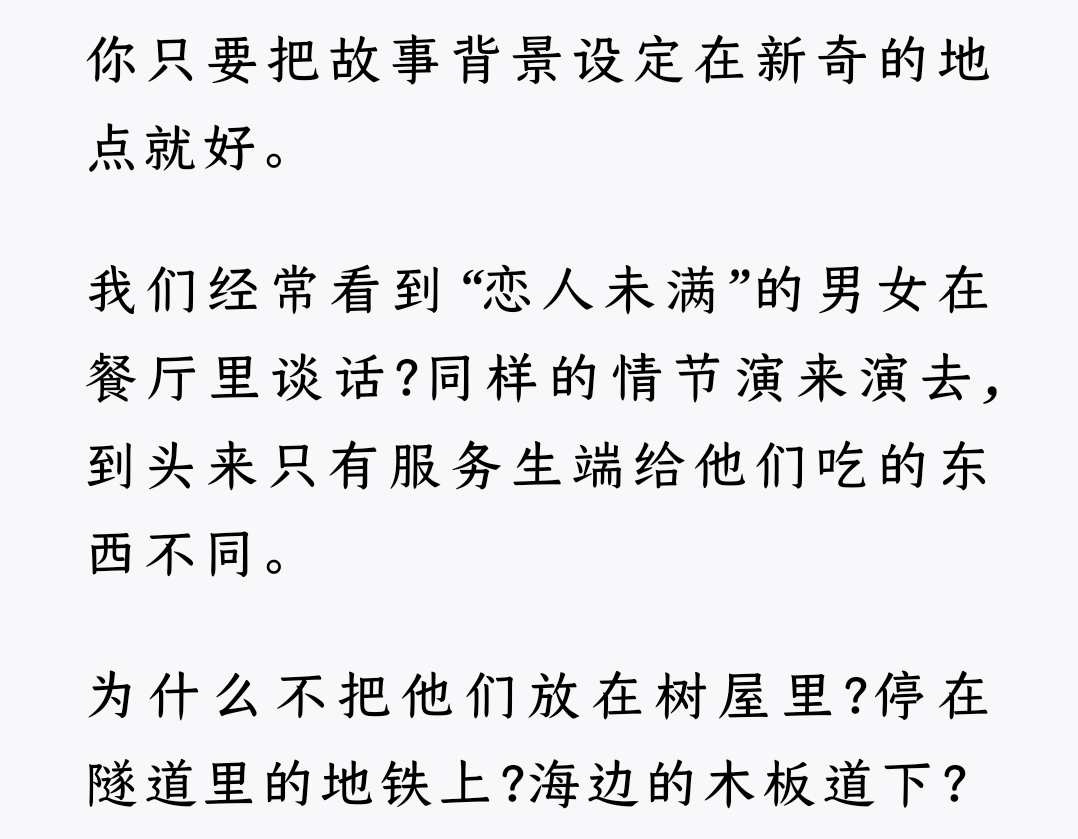 你只要把故事背景设定在新奇的地
点就好。
我们经常看到“恋人未满”的男女在
餐厅里谈话?同样的情节演来演去,
到头来只有服务生端给他们吃的东
西不同。
为什么不把他们放在树屋里?停在
隧道里的地铁上?海边的木板道下?